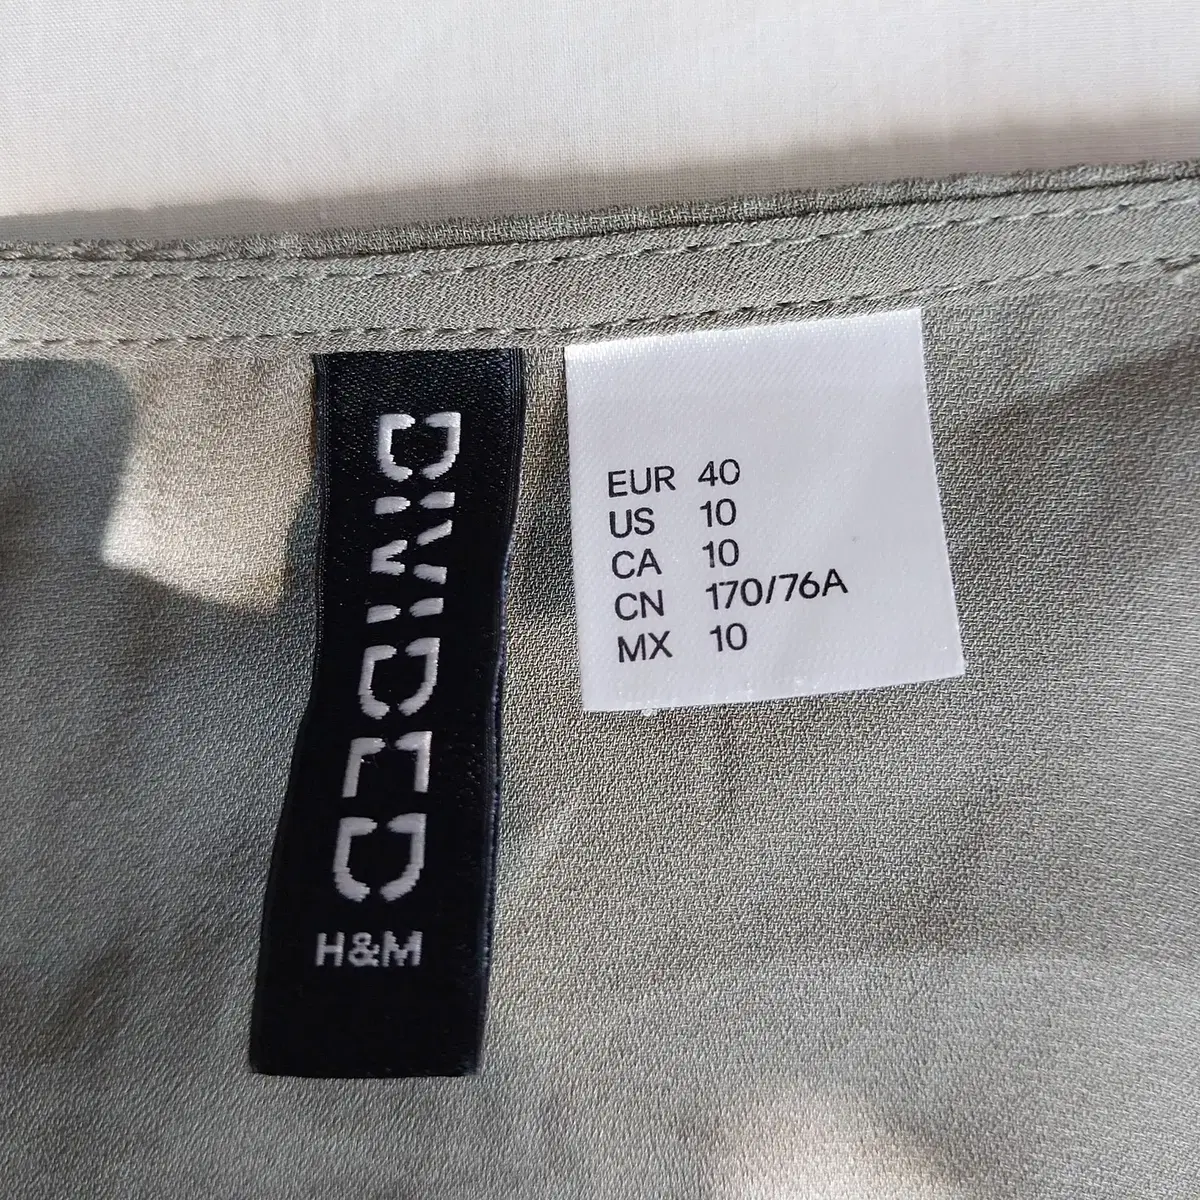 DIVIDED
H&M
EUR 40
US 10
CA 10
CN 170/76A
MX 10